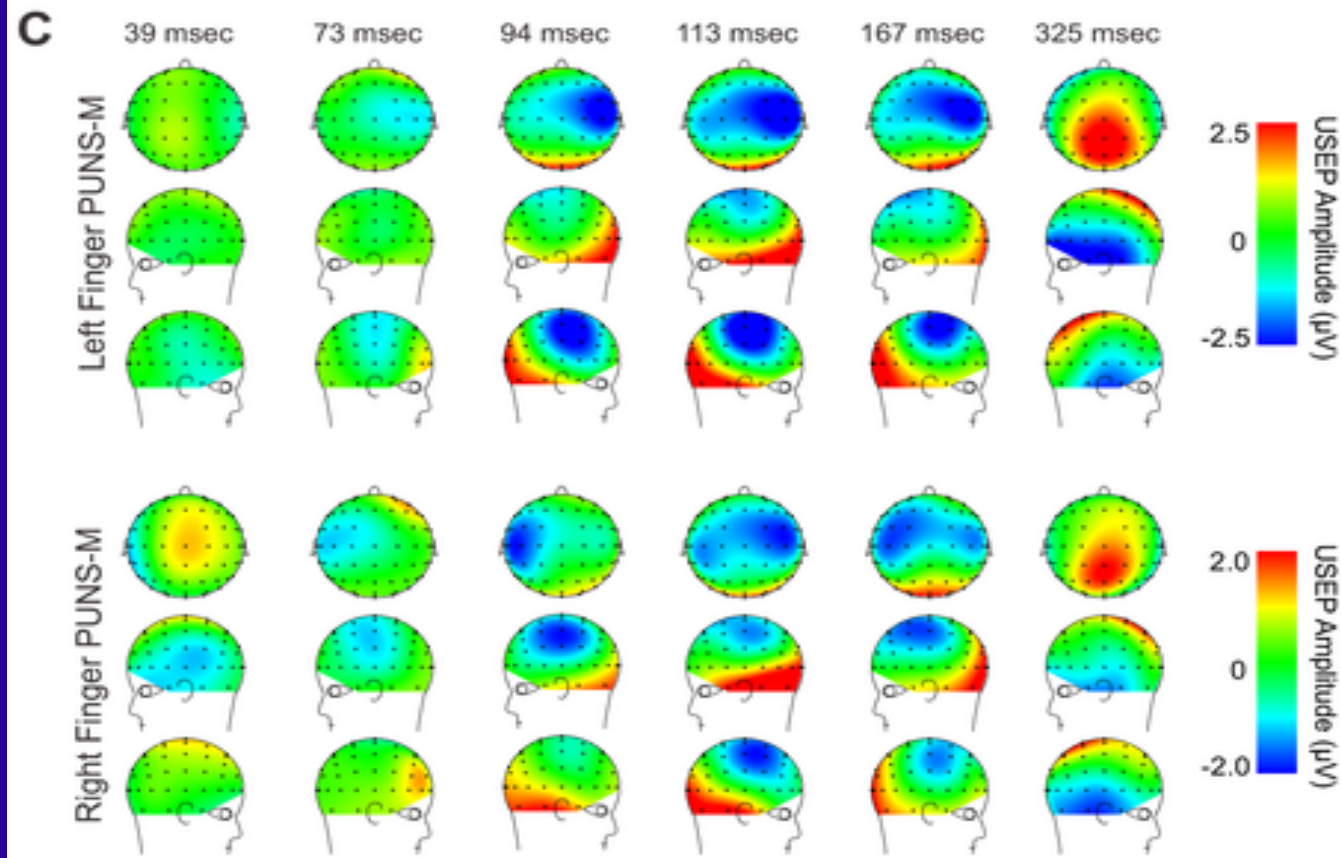 C
39 msec 73 msec 94 msec 113 msec 167 msec 325 msec
Left Finger PUNS-M
2.5
0
-2.5
USEP Amplitude (µV)
Right Finger PUNS-M
2.0
0
-2.0
USEP Amplitude (µV)